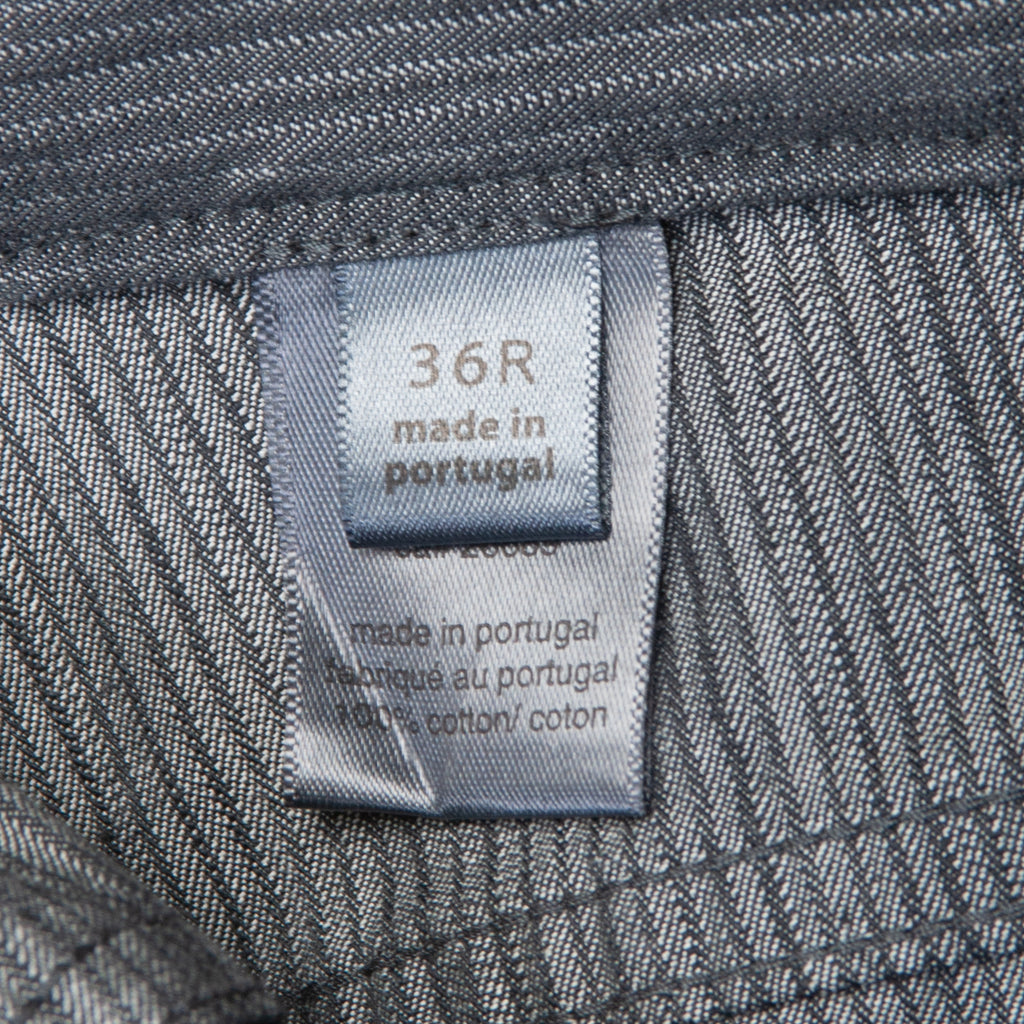 36R
made in
portugal
made in portugal
fabriqué au portugal
100% cotton/ coton